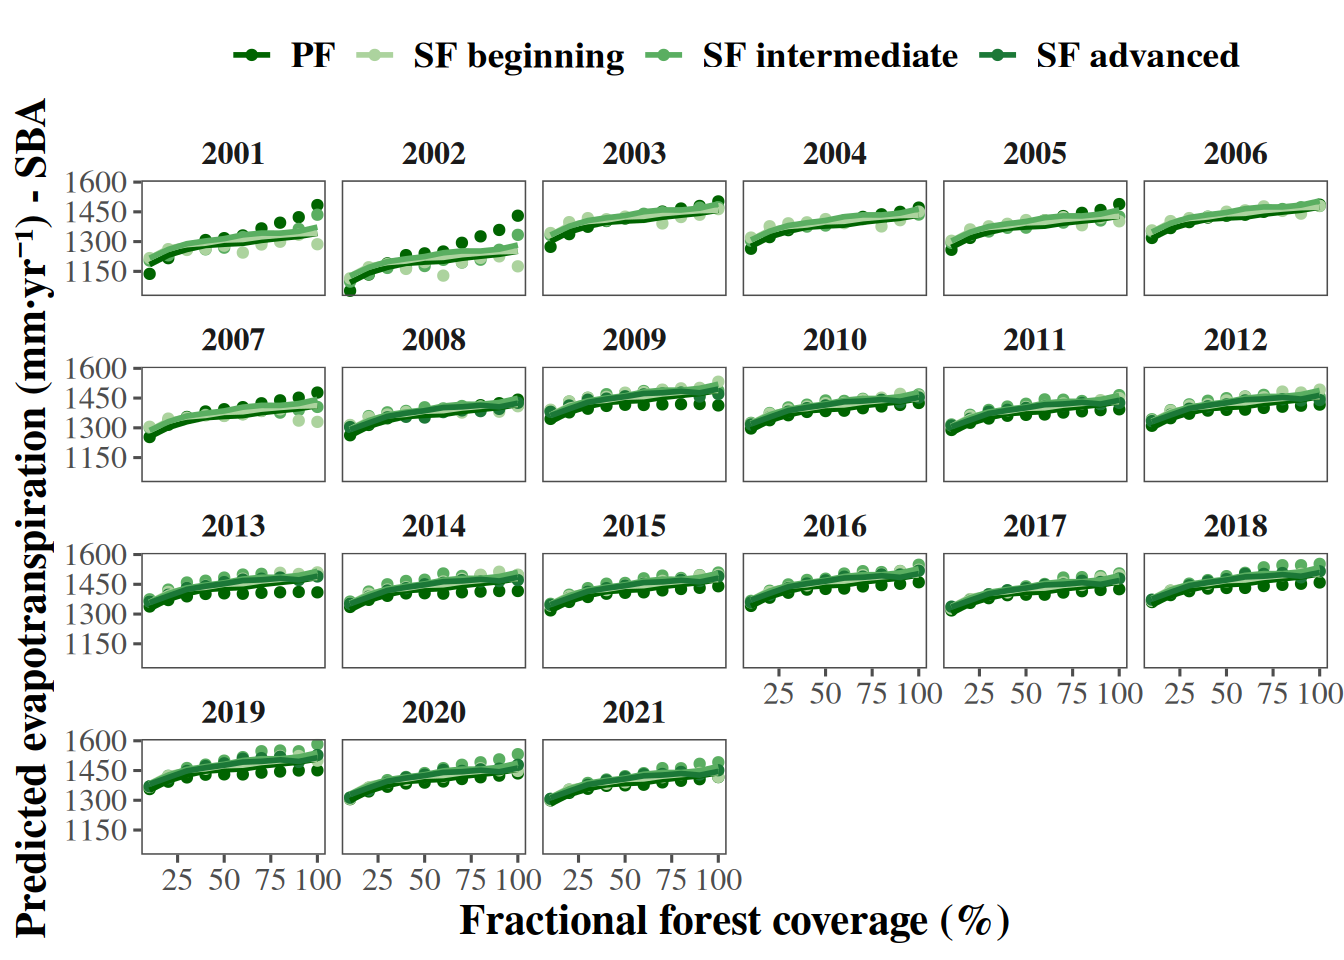 PF SF beginning SF intermediate SF advanced
Predicted evapotranspiration (mm·yr⁻¹) - SBA
2001 2002 2003 2004 2005 2006
1600
1450
1300
1150
2007 2008 2009 2010 2011 2012
1600
1450
1300
1150
2013 2014 2015 2016 2017 2018
1600
1450
1300
1150
25 50 75 100 25 50 75 100 25 50 75 100
2019 2020 2021
1600
1450
1300
1150
25 50 75 100 25 50 75 100 25 50 75 100
Fractional forest coverage (%)